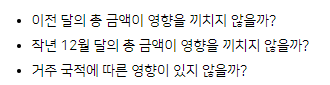 • 이전 달의 총 금액이 영향을 끼치지 않을까?
• 작년 12월 달의 총 금액이 영향을 끼치지 않을까?
• 거주 국적에 따른 영향이 있지 않을까?